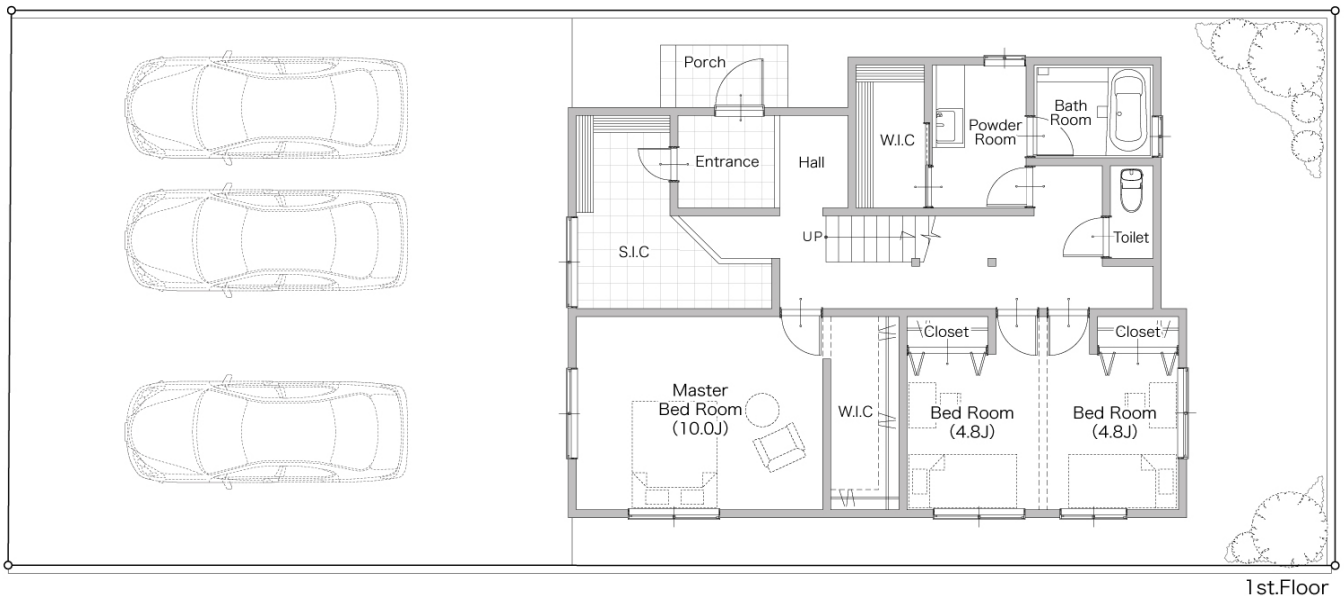 Porch
Entrance
Hall
W.I.C
Powder
Room
Bath
Room
S.I.C
UP
Toilet
Master
Bed Room
(10.0J)
W.I.C
Closet
Closet
Bed Room
(4.8J)
Bed Room
(4.8J)
1st.Floor